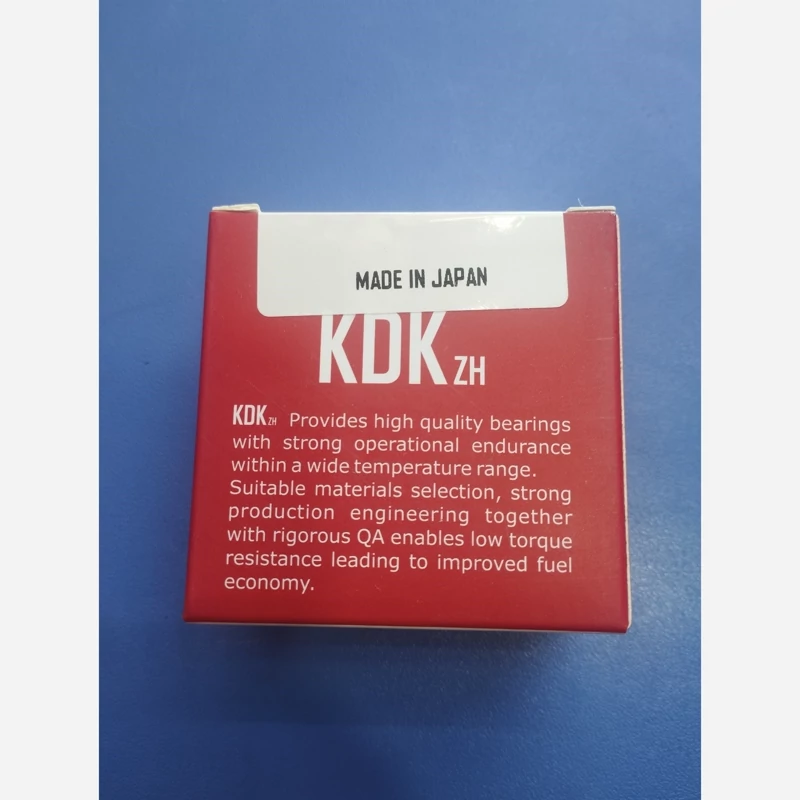 MADE IN JAPAN
KDK ZH
KDK ZH Provides high quality bearings
with strong operational endurance
within a wide temperature range.
Suitable materials selection, strong
production engineering together
with rigorous QA enables low torque
resistance leading to improved fuel
economy.